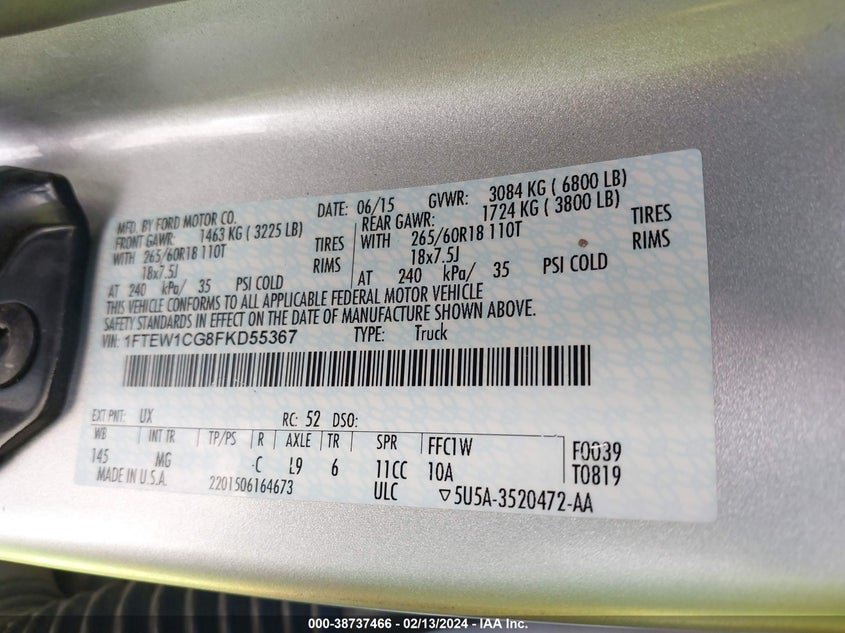 MFD. BY FORD MOTOR CO. DATE: 06/15 GVWR: 3084 KG ( 6800 LB)
FRONT GAWR: 1463 KG ( 3225 LB) REAR GAWR: 1724 KG ( 3800 LB)
WITH 265/60R18 110T TIRES WITH 265/60R18 110T TIRES
18x7.5J RIMS 18x7.5J RIMS
AT 240 kPa/ 35 PSI COLD AT 240 kPa/ 35 PSI COLD
THIS VEHICLE CONFORMS TO ALL APPLICABLE FEDERAL MOTOR VEHICLE
SAFETY STANDARDS IN EFFECT ON THE DATE OF MANUFACTURE SHOWN ABOVE.
VIN: 1FTEW1CG8FKD55367 TYPE: Truck
EXT PNT: UX RC: 52 DSO:
WB INT TR TP/PS R AXLE TR SPR FFC1W F0039
145 MG -C L9 6 11CC 10A T0819
MADE IN U.S.A. 2201506164673 ULC ▽5U5A-3520472-AA
000-38737466 - 02/13/2024 - IAA Inc.